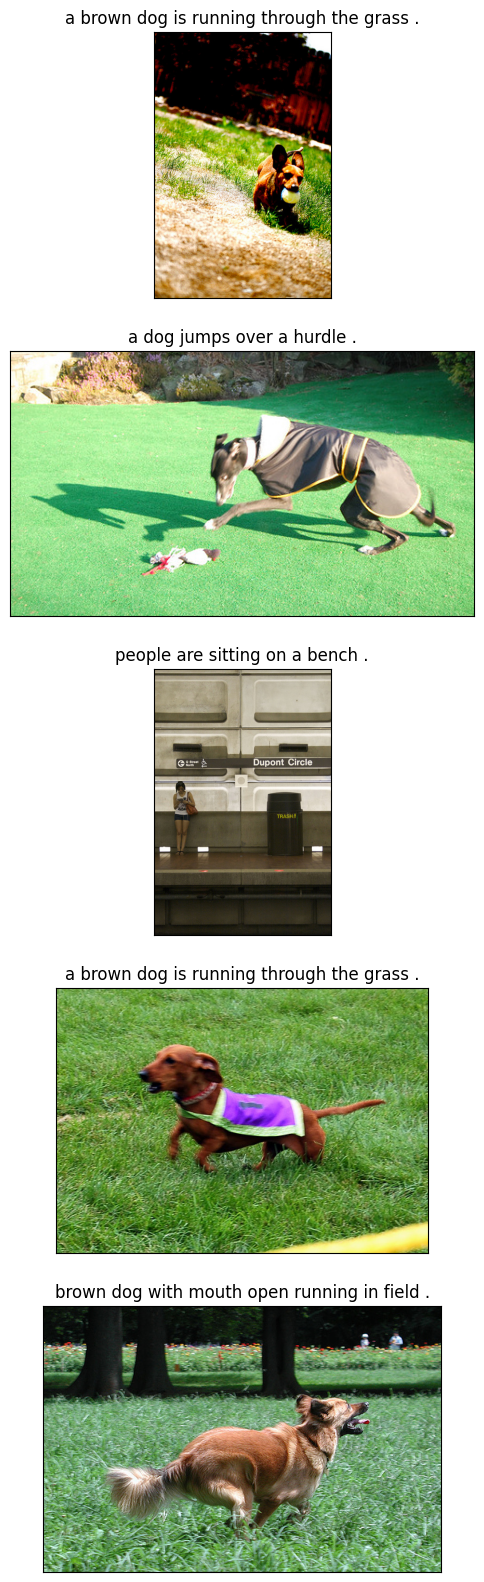 a brown dog is running through the grass .
a dog jumps over a hurdle .
people are sitting on a bench .
Dupont Circle
TRASH
a brown dog is running through the grass .
brown dog with mouth open running in field .